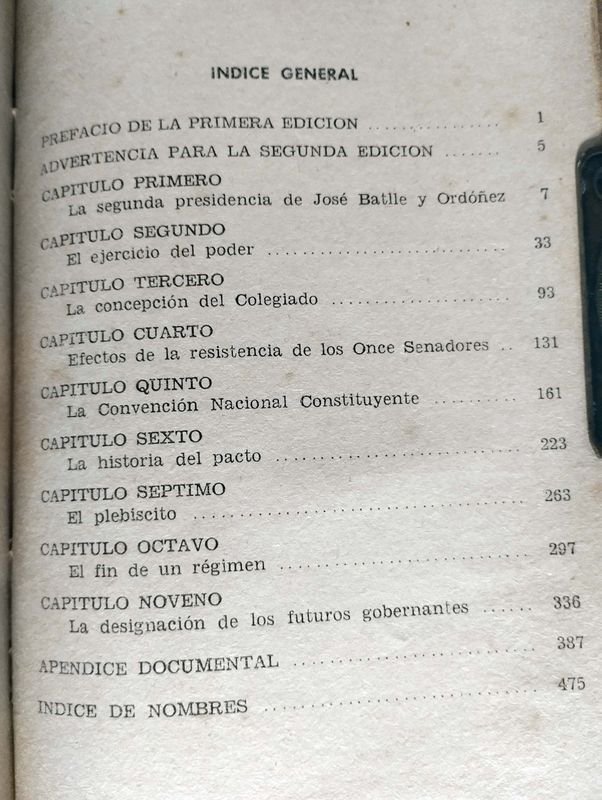 INDICE GENERAL
PREFACIO DE LA PRIMERA EDICION .................. 1
ADVERTENCIA PARA LA SEGUNDA EDICION ....... 5
CAPITULO PRIMERO
La segunda presidencia de José Batlle y Ordóñez 7
CAPITULO SEGUNDO
El ejercicio del poder ............................... 33
CAPITULO TERCERO
La concepción del Colegiado ...................... 93
CAPITULO CUARTO
Efectos de la resistencia de los Once Senadores .. 131
CAPITULO QUINTO
La Convención Nacional Constituyente .......... 161
CAPITULO SEXTO
La historia del pacto .............................. 223
CAPITULO SEPTIMO
El plebiscito ........................................ 263
CAPITULO OCTAVO
El fin de un régimen .............................. 297
CAPITULO NOVENO
La designación de los futuros gobernantes ...... 336
APENDICE DOCUMENTAL ............................. 387
INDICE DE NOMBRES ................................. 475